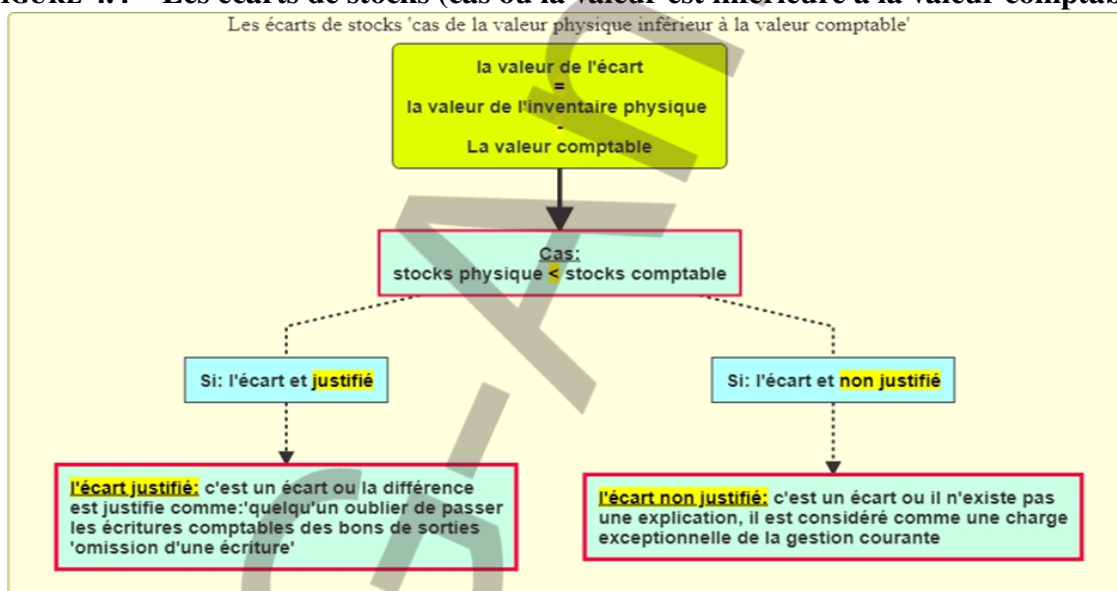 FIGURE 4.4 – Les écarts de stocks (cas où la valeur est inférieure à la valeur comptab
Les écarts de stocks 'cas de la valeur physique inférieur à la valeur comptable'
la valeur de l'écart
=
la valeur de l'inventaire physique
-
La valeur comptable
Cas:
stocks physique < stocks comptable
Si: l'écart et justifié
Si: l'écart et non justifié
l'écart justifié: c'est un écart ou la différence
est justifie comme:'quelqu'un oublier de passer
les écritures comptables des bons de sorties
'omission d'une écriture'
l'écart non justifié: c'est un écart ou il n'existe pas
une explication, il est considéré comme une charge
exceptionnelle de la gestion courante